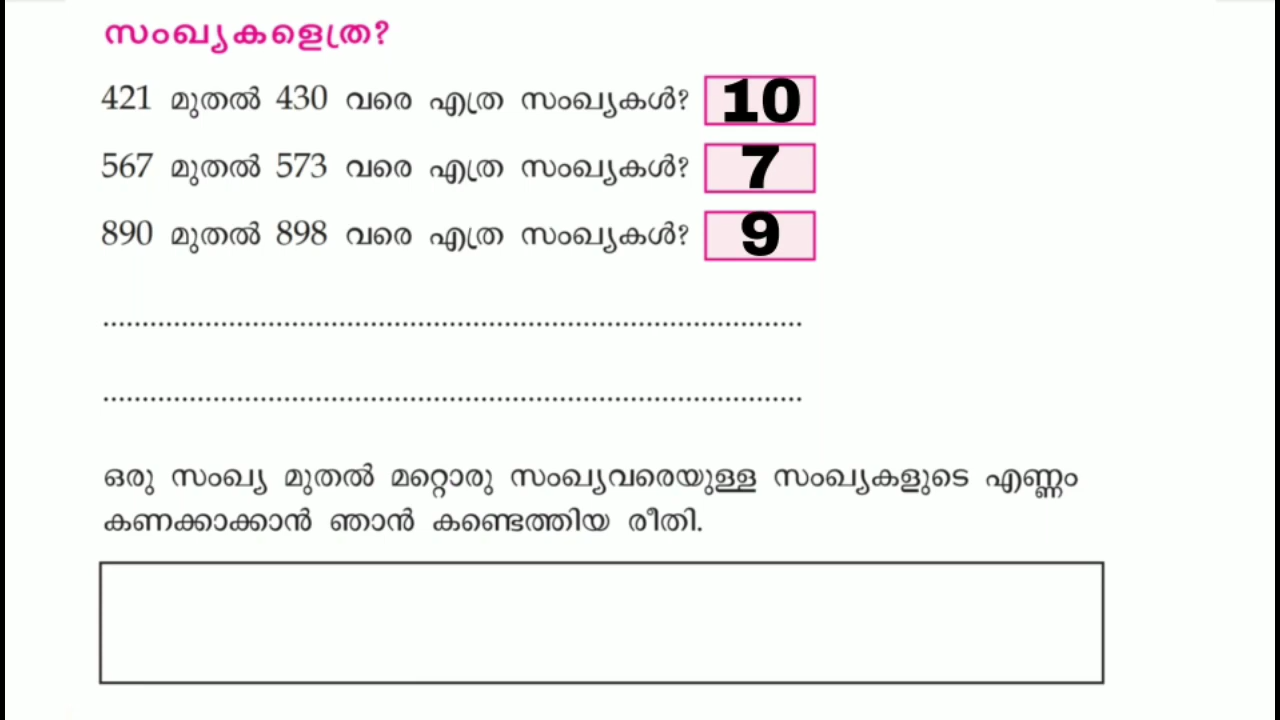 സംഖ്യകളെത്ര?
421 മുതൽ 430 വരെ എത്ര സംഖ്യകൾ? 10
567 മുതൽ 573 വരെ എത്ര സംഖ്യകൾ? 7
890 മുതൽ 898 വരെ എത്ര സംഖ്യകൾ? 9
ഒരു സംഖ്യ മുതൽ മറ്റൊരു സംഖ്യവരെയുള്ള സംഖ്യകളുടെ എണ്ണം
കണക്കാക്കാൻ ഞാൻ കണ്ടെത്തിയ രീതി.